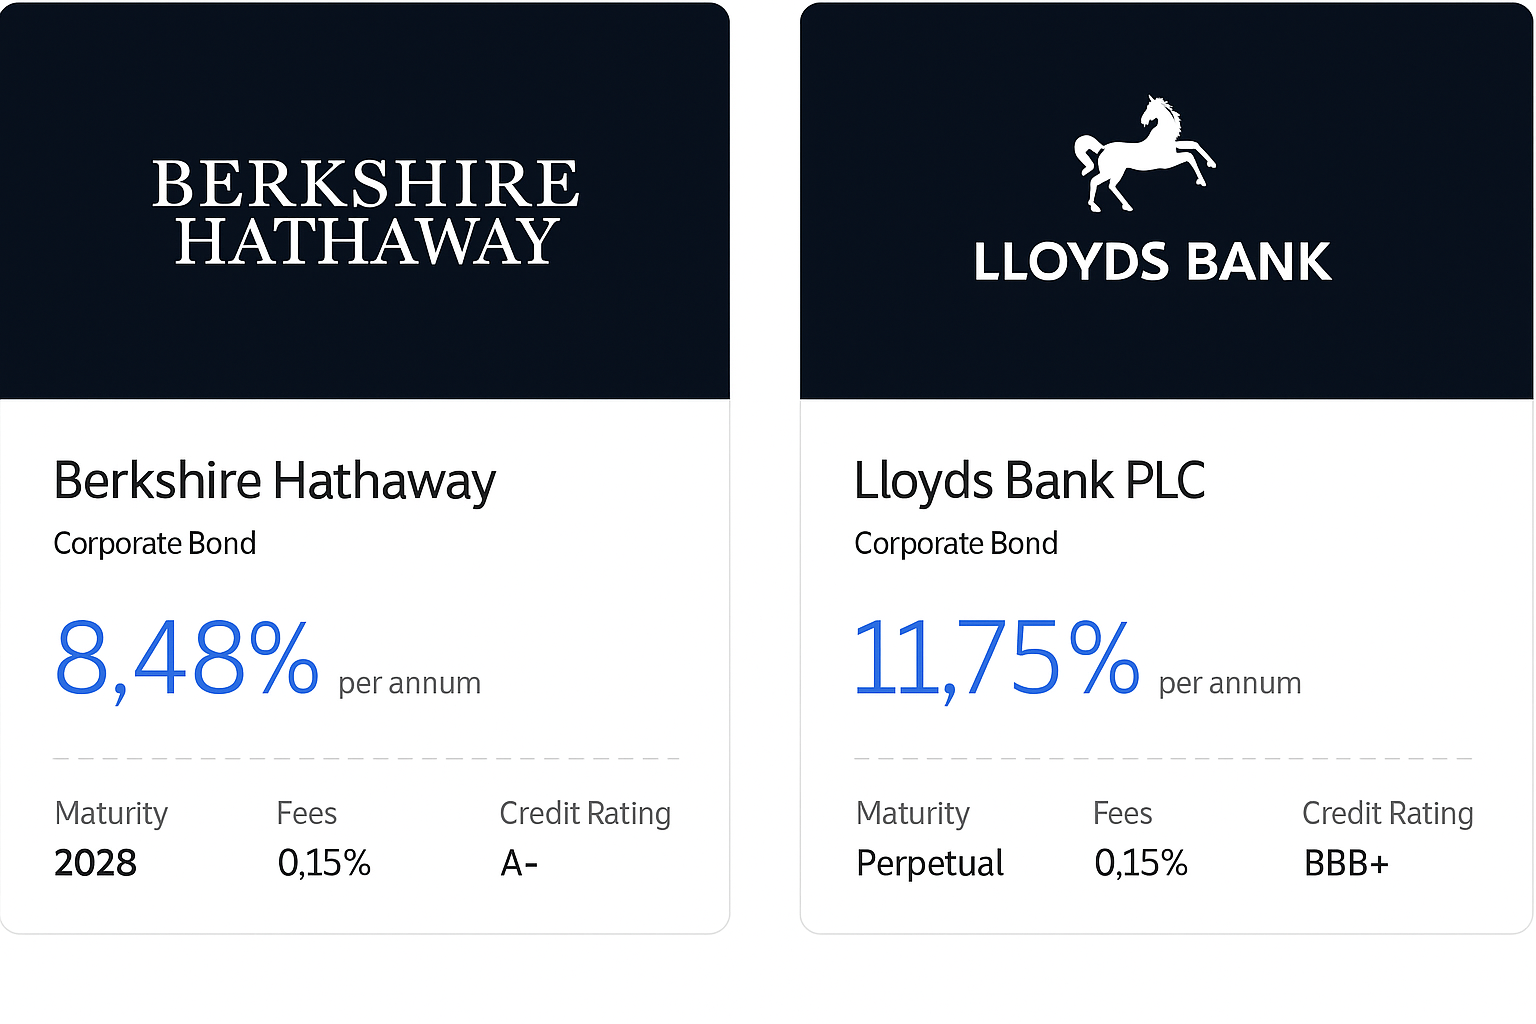 BERKSHIRE
HATHAWAY
Berkshire Hathaway
Corporate Bond
8,48% per annum
Maturity Fees Credit Rating
2028 0,15% A-
LLOYDS BANK
Lloyds Bank PLC
Corporate Bond
11,75% per annum
Maturity Fees Credit Rating
Perpetual 0,15% BBB+